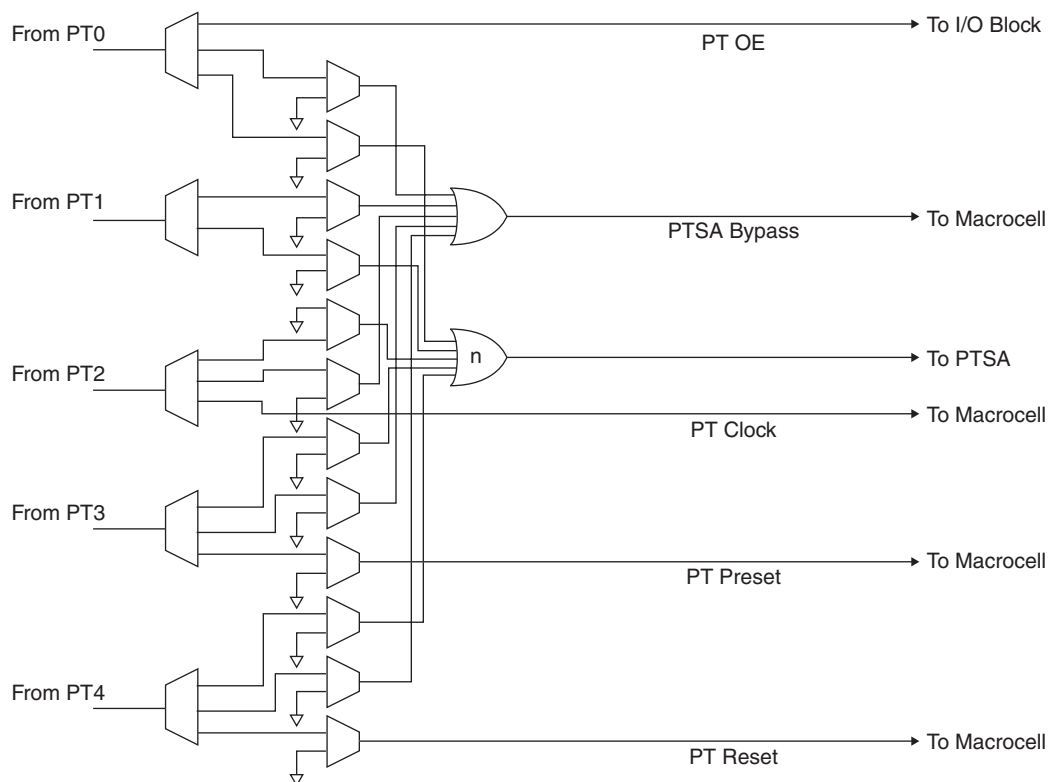 From PT0
To I/O Block
PT OE
From PT1
To Macrocell
PTSA Bypass
n
To PTSA
From PT2
To Macrocell
PT Clock
From PT3
To Macrocell
PT Preset
From PT4
To Macrocell
PT Reset